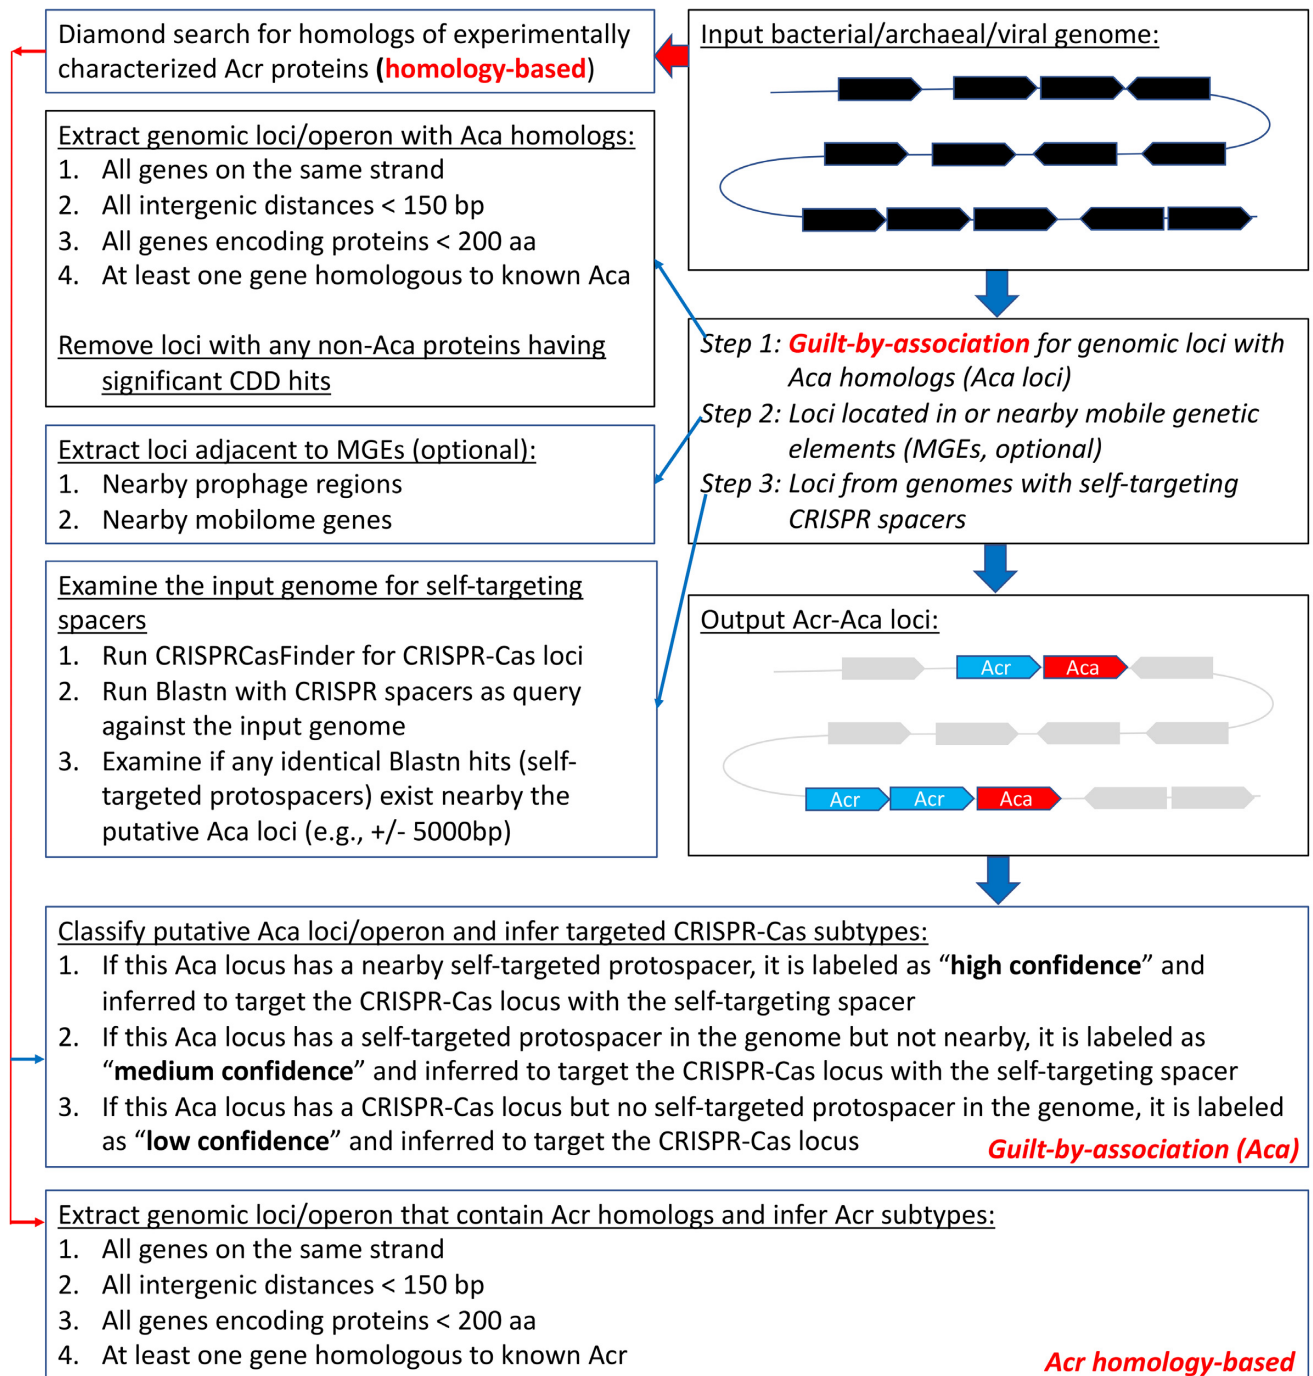 Diamond search for homologs of experimentally
characterized Acr proteins (homology-based)
Input bacterial/archaeal/viral genome:
Extract genomic loci/operon with Aca homologs:
1. All genes on the same strand
2. All intergenic distances < 150 bp
3. All genes encoding proteins < 200 aa
4. At least one gene homologous to known Aca
Remove loci with any non-Aca proteins having
significant CDD hits
Step 1: Guilt-by-association for genomic loci with
Aca homologs (Aca loci)
Step 2: Loci located in or nearby mobile genetic
elements (MGEs, optional)
Step 3: Loci from genomes with self-targeting
CRISPR spacers
Extract loci adjacent to MGEs (optional):
1. Nearby prophage regions
2. Nearby mobilome genes
Examine the input genome for self-targeting
spacers
1. Run CRISPRCasFinder for CRISPR-Cas loci
2. Run Blastn with CRISPR spacers as query
against the input genome
3. Examine if any identical Blastn hits (self-
targeted protospacers) exist nearby the
putative Aca loci (e.g., +/- 5000bp)
Output Acr-Aca loci:
Acr Aca
Acr Acr Aca
Classify putative Aca loci/operon and infer targeted CRISPR-Cas subtypes:
1. If this Aca locus has a nearby self-targeted protospacer, it is labeled as “high confidence” and
inferred to target the CRISPR-Cas locus with the self-targeting spacer
2. If this Aca locus has a self-targeted protospacer in the genome but not nearby, it is labeled as
“medium confidence” and inferred to target the CRISPR-Cas locus with the self-targeting spacer
3. If this Aca locus has a CRISPR-Cas locus but no self-targeted protospacer in the genome, it is labeled
as “low confidence” and inferred to target the CRISPR-Cas locus
Guilt-by-association (Aca)
Extract genomic loci/operon that contain Acr homologs and infer Acr subtypes:
1. All genes on the same strand
2. All intergenic distances < 150 bp
3. All genes encoding proteins < 200 aa
4. At least one gene homologous to known Acr
Acr homology-based